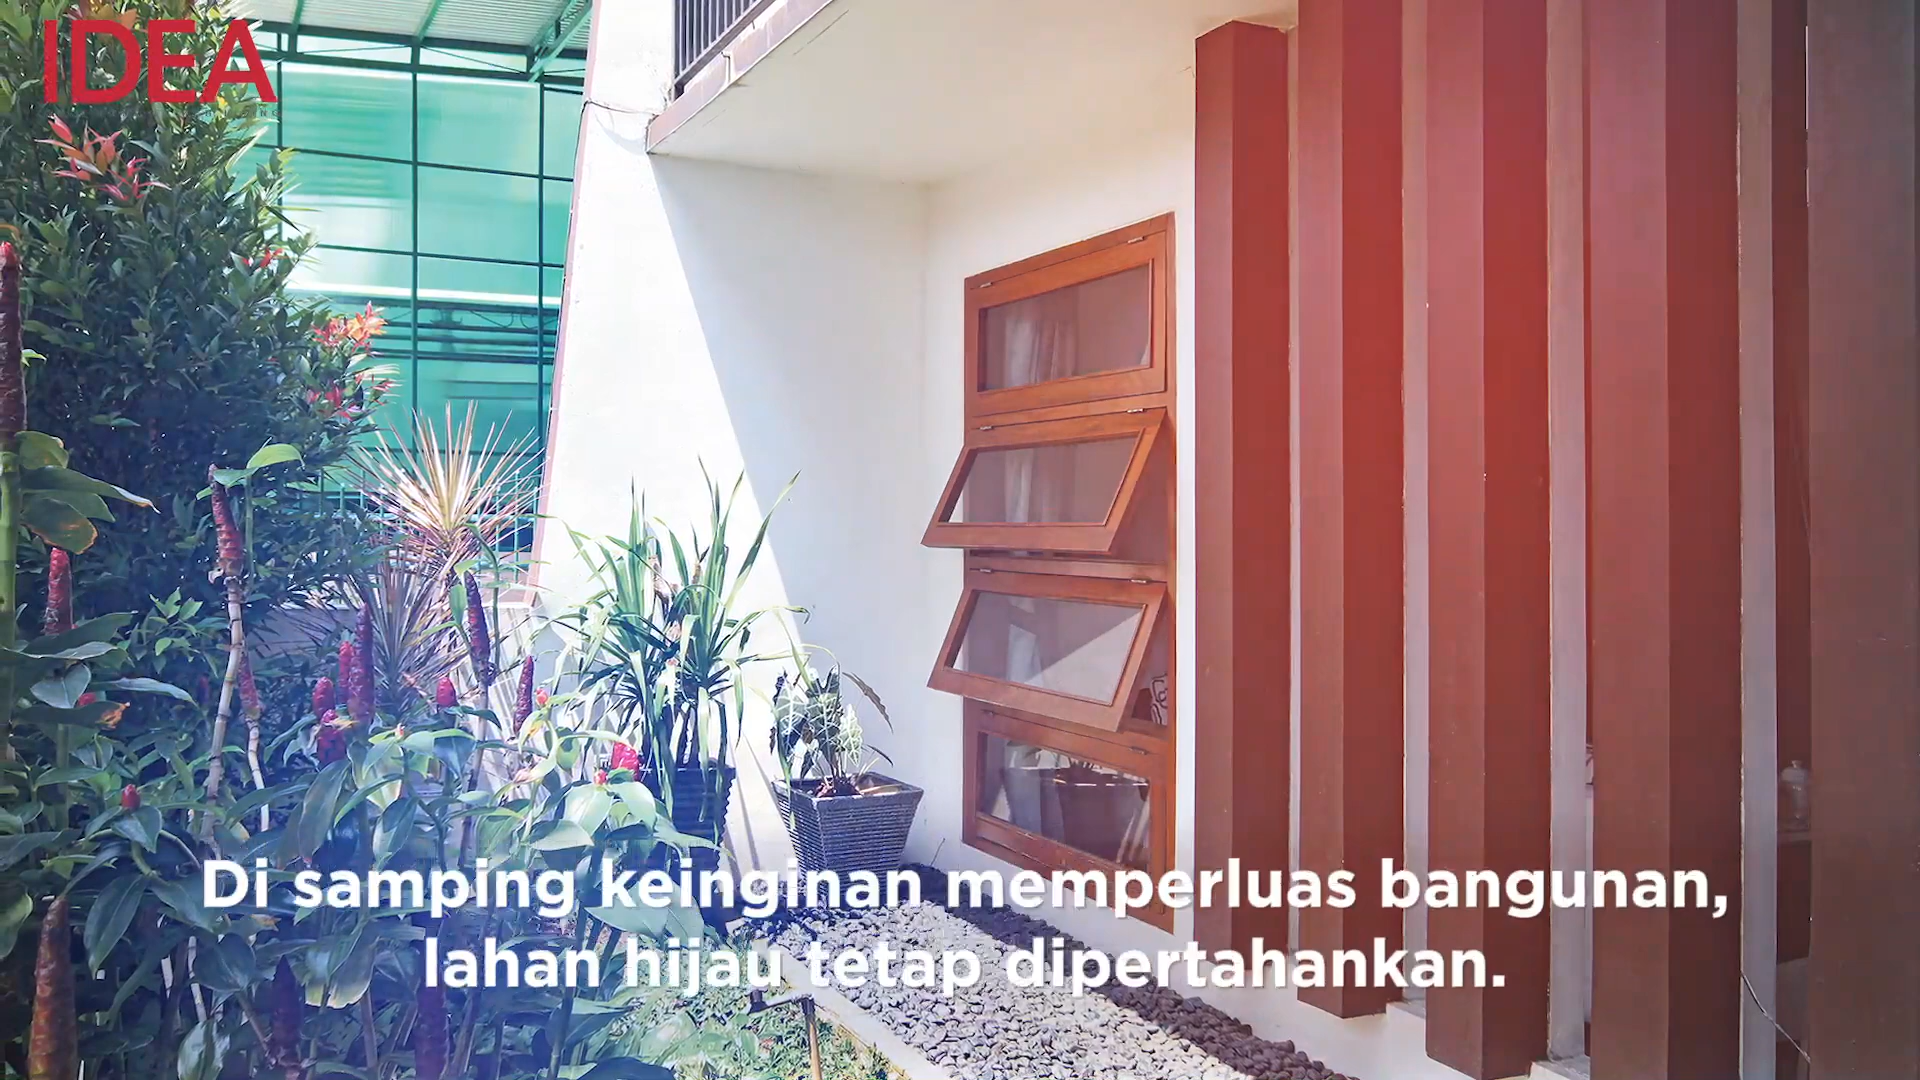 IDEA
Di samping keinginan memperluas bangunan,
lahan hijau tetap dipertahankan.